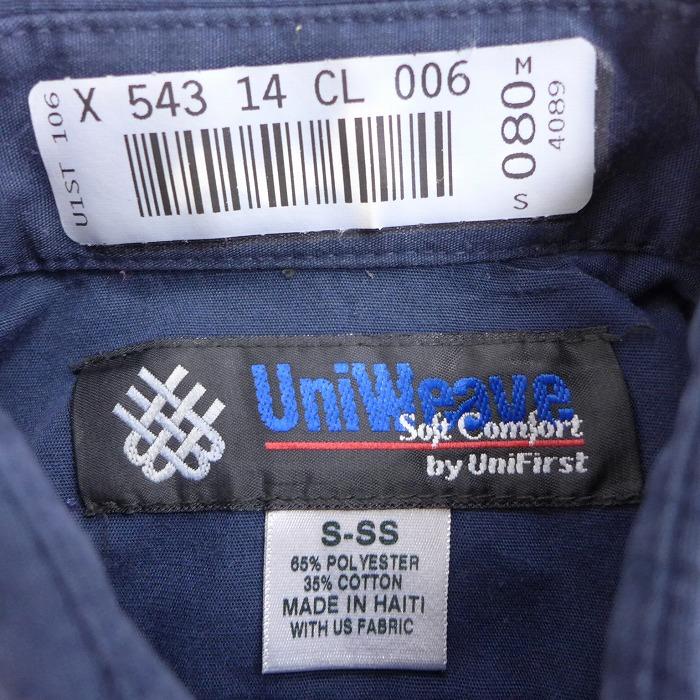 U1ST 106
X 543 14 CL 006
S 080 M
4089
UniWeave
Soft Comfort
by UniFirst
S-SS
65% POLYESTER
35% COTTON
MADE IN HAITI
WITH US FABRIC